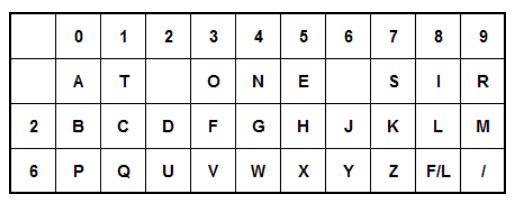 0 1 2 3 4 5 6 7 8 9
A T O N E S I R
2 B C D F G H J K L M
6 P Q U V W X Y Z F/L /